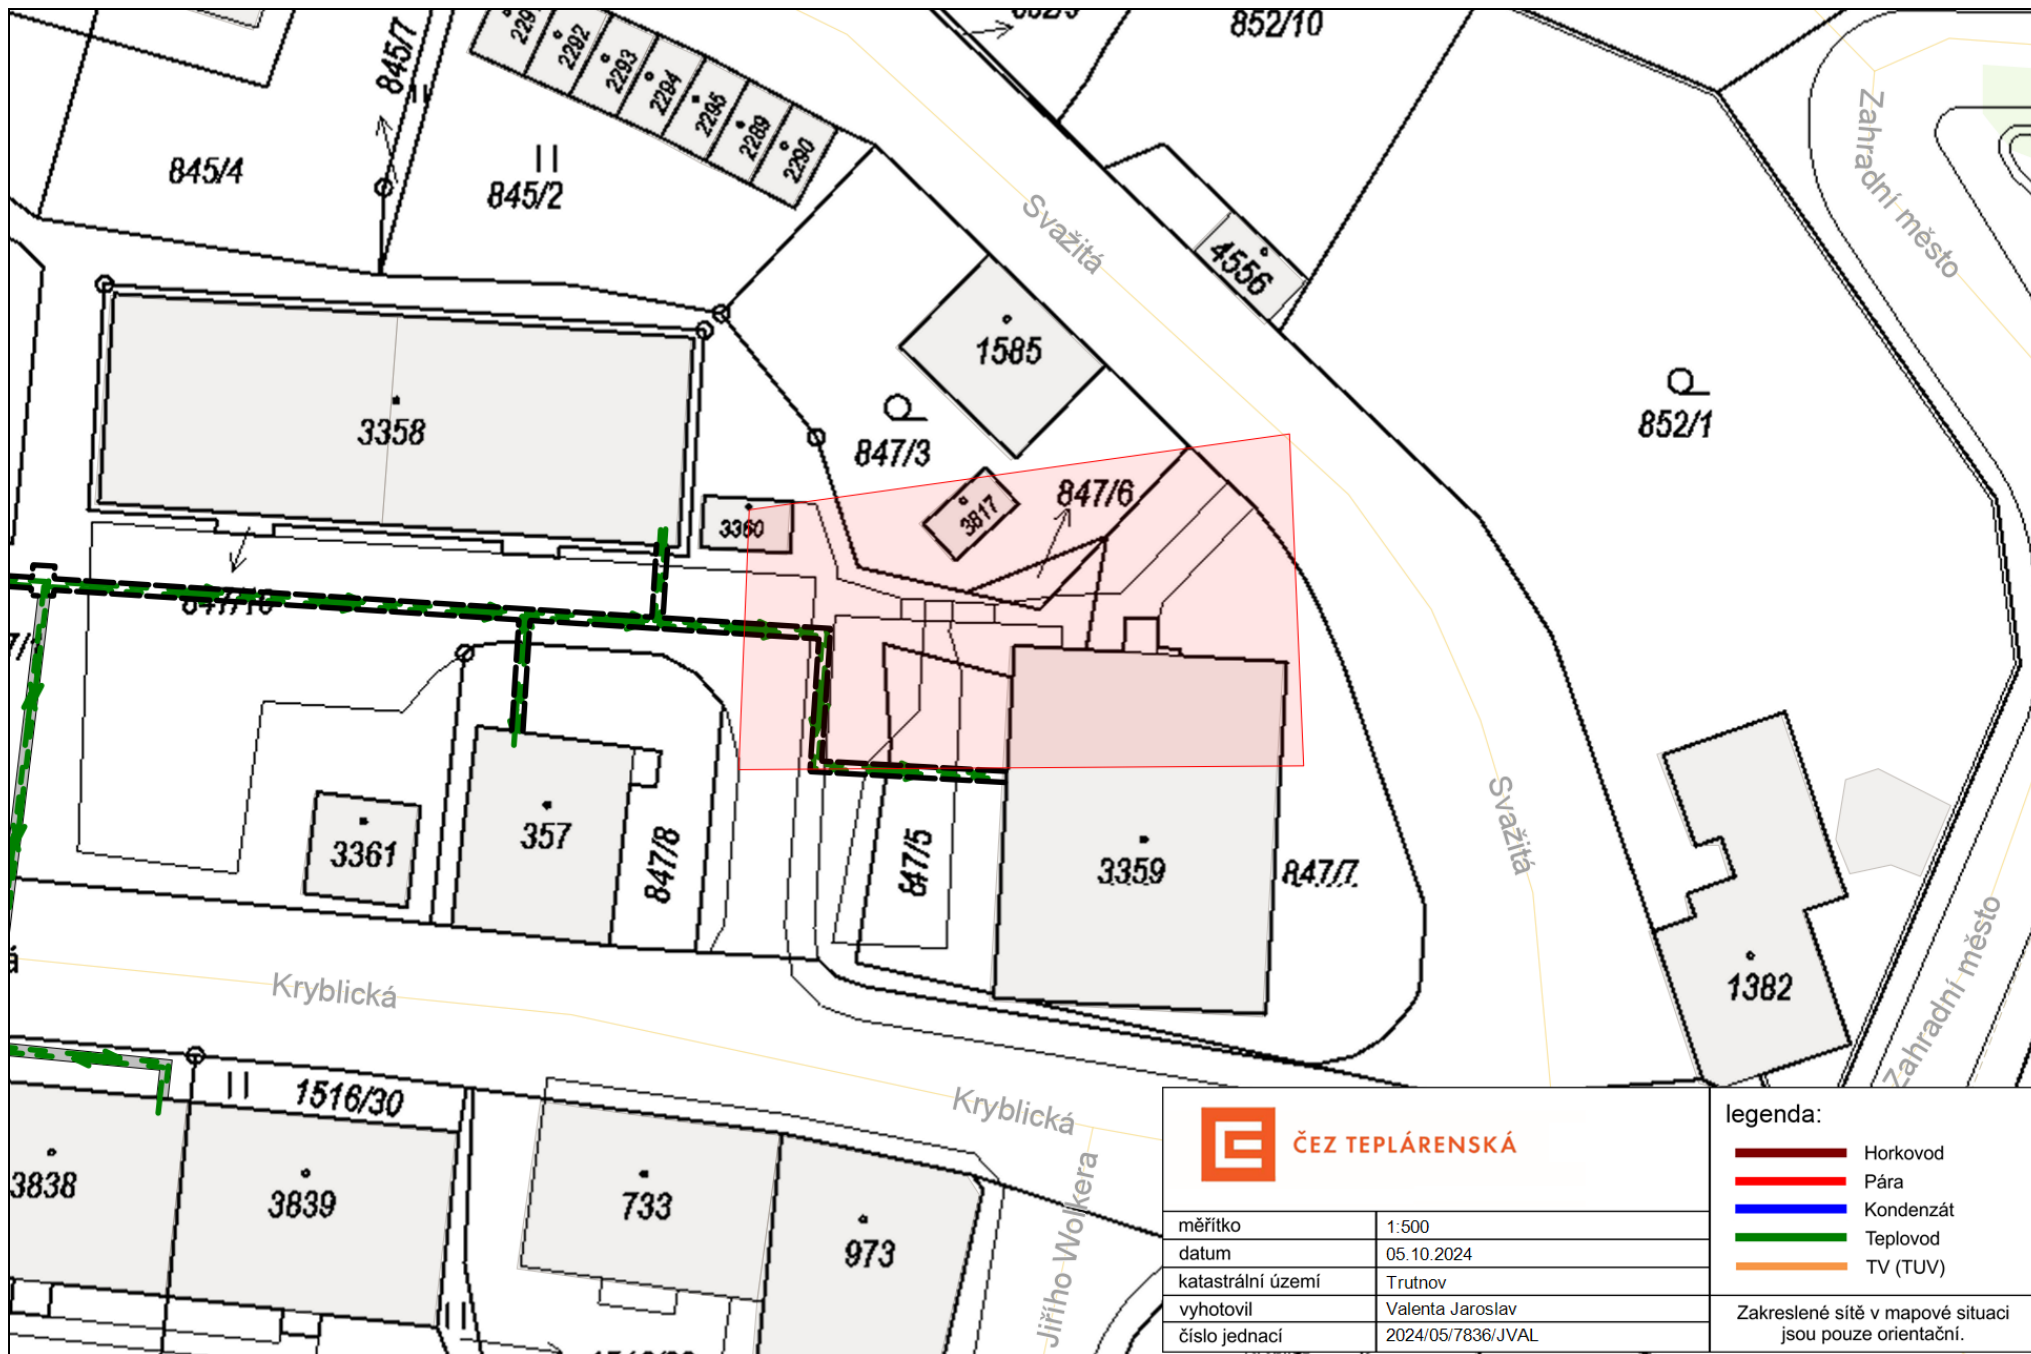 2292
2293
2294
2295
2289
2290
845/7
852/10
845/4
845/2
Svažitá
4556
Zahradní město
1585
3358
847/3
852/1
3360
3817
847/6
3361
357
847/8
847/5
3359
847/7
Svažitá
1382
Zahradní město
Kryblická
Kryblická
1516/30
3838
3839
733
973
Jiřího Wolkera
ČEZ TEPLÁRENSKÁ
měřítko 1:500
datum 05.10.2024
katastrální území Trutnov
vyhotovil Valenta Jaroslav
číslo jednací 2024/05/7836/JVAL
legenda:
Horkovod
Pára
Kondenzát
Teplovod
TV (TUV)
Zakreslené sítě v mapové situaci
jsou pouze orientační.